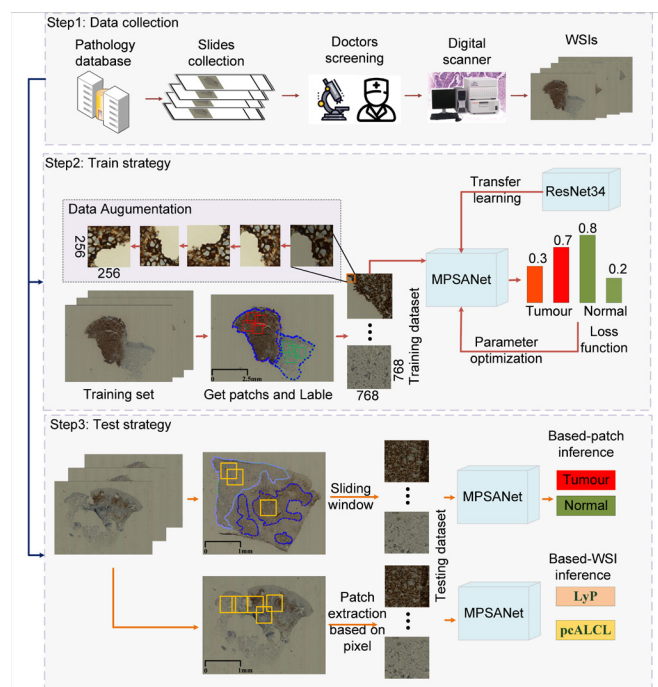 Step1: Data collection
Pathology
database
Slides
collection
Doctors
screening
Digital
scanner
WSIs
Step2: Train strategy
Data Augumentation
256
256
Transfer
learning
ResNet34
MPSANet
0.3
0.7
0.8
0.2
Tumour
Normal
Loss
function
Parameter
optimization
Training dataset
768
768
2.5mm
0
Training set
Get patchs and Lable
Step3: Test strategy
Sliding
window
0
1mm
Testing dataset
MPSANet
Based-patch
inference
Tumour
Normal
Patch
extraction
based on
pixel
0
1mm
MPSANet
Based-WSI
inference
LyP
pcALCL